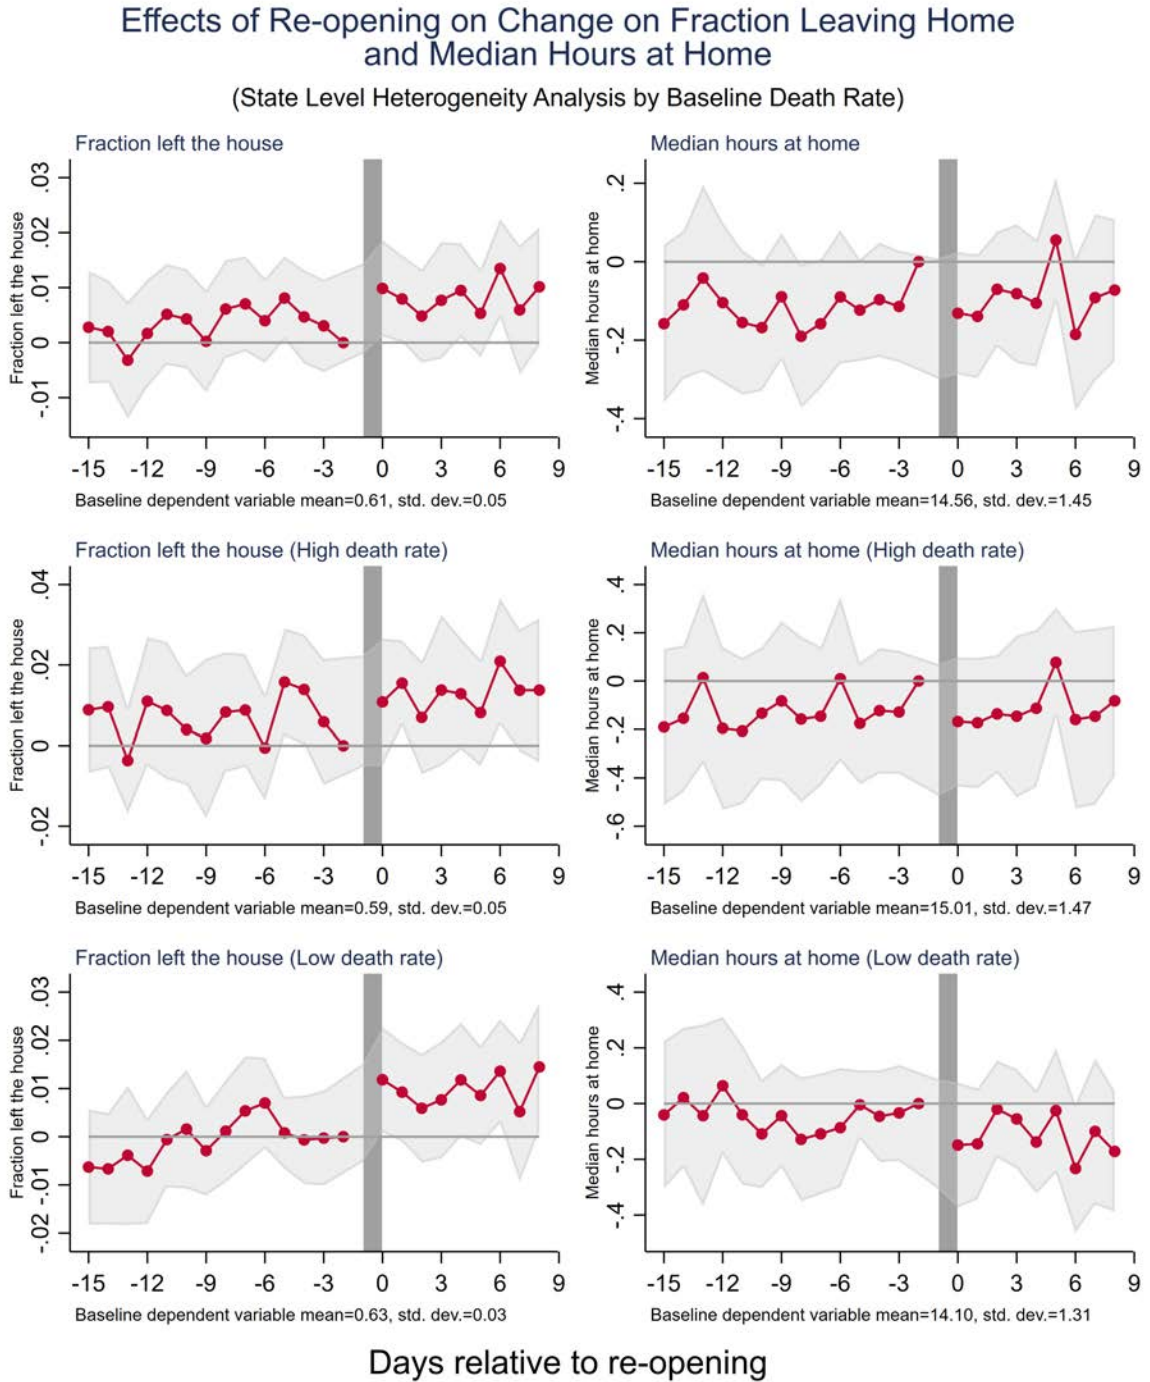 Effects of Re-opening on Change on Fraction Leaving Home
and Median Hours at Home
(State Level Heterogeneity Analysis by Baseline Death Rate)
Fraction left the house
Fraction left the house
.03
.02
.01
0
-.01
-15 -12 -9 -6 -3 0 3 6 9
Baseline dependent variable mean=0.61, std. dev.=0.05
Median hours at home
Median hours at home
.2
0
-.2
-.4
-15 -12 -9 -6 -3 0 3 6 9
Baseline dependent variable mean=14.56, std. dev.=1.45
Fraction left the house (High death rate)
Fraction left the house
.04
.02
0
-.02
-15 -12 -9 -6 -3 0 3 6 9
Baseline dependent variable mean=0.59, std. dev.=0.05
Median hours at home (High death rate)
Median hours at home
.4
.2
0
-.2
-.4
-.6
-15 -12 -9 -6 -3 0 3 6 9
Baseline dependent variable mean=15.01, std. dev.=1.47
Fraction left the house (Low death rate)
Fraction left the house
.03
.02
.01
0
-.01
-.02
-15 -12 -9 -6 -3 0 3 6 9
Baseline dependent variable mean=0.63, std. dev.=0.03
Median hours at home (Low death rate)
Median hours at home
.4
.2
0
-.2
-.4
-15 -12 -9 -6 -3 0 3 6 9
Baseline dependent variable mean=14.10, std. dev.=1.31
Days relative to re-opening